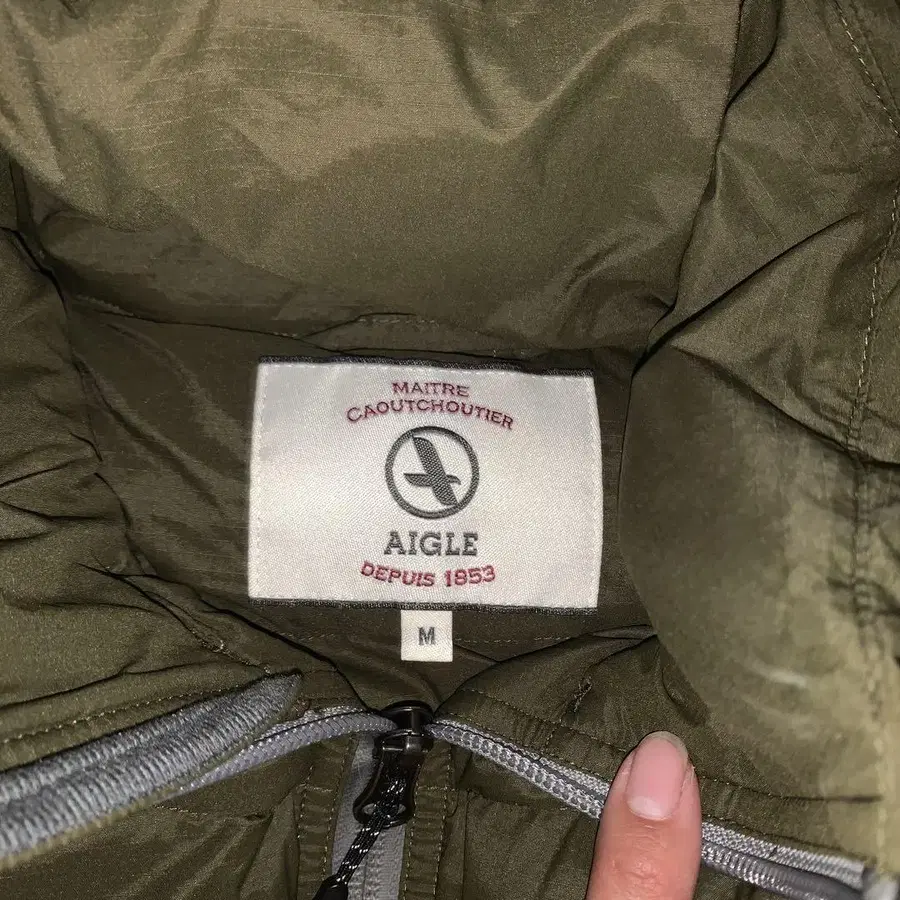 MAITRE
CAOUTCHOUTIER
AIGLE
DEPUIS 1853
M